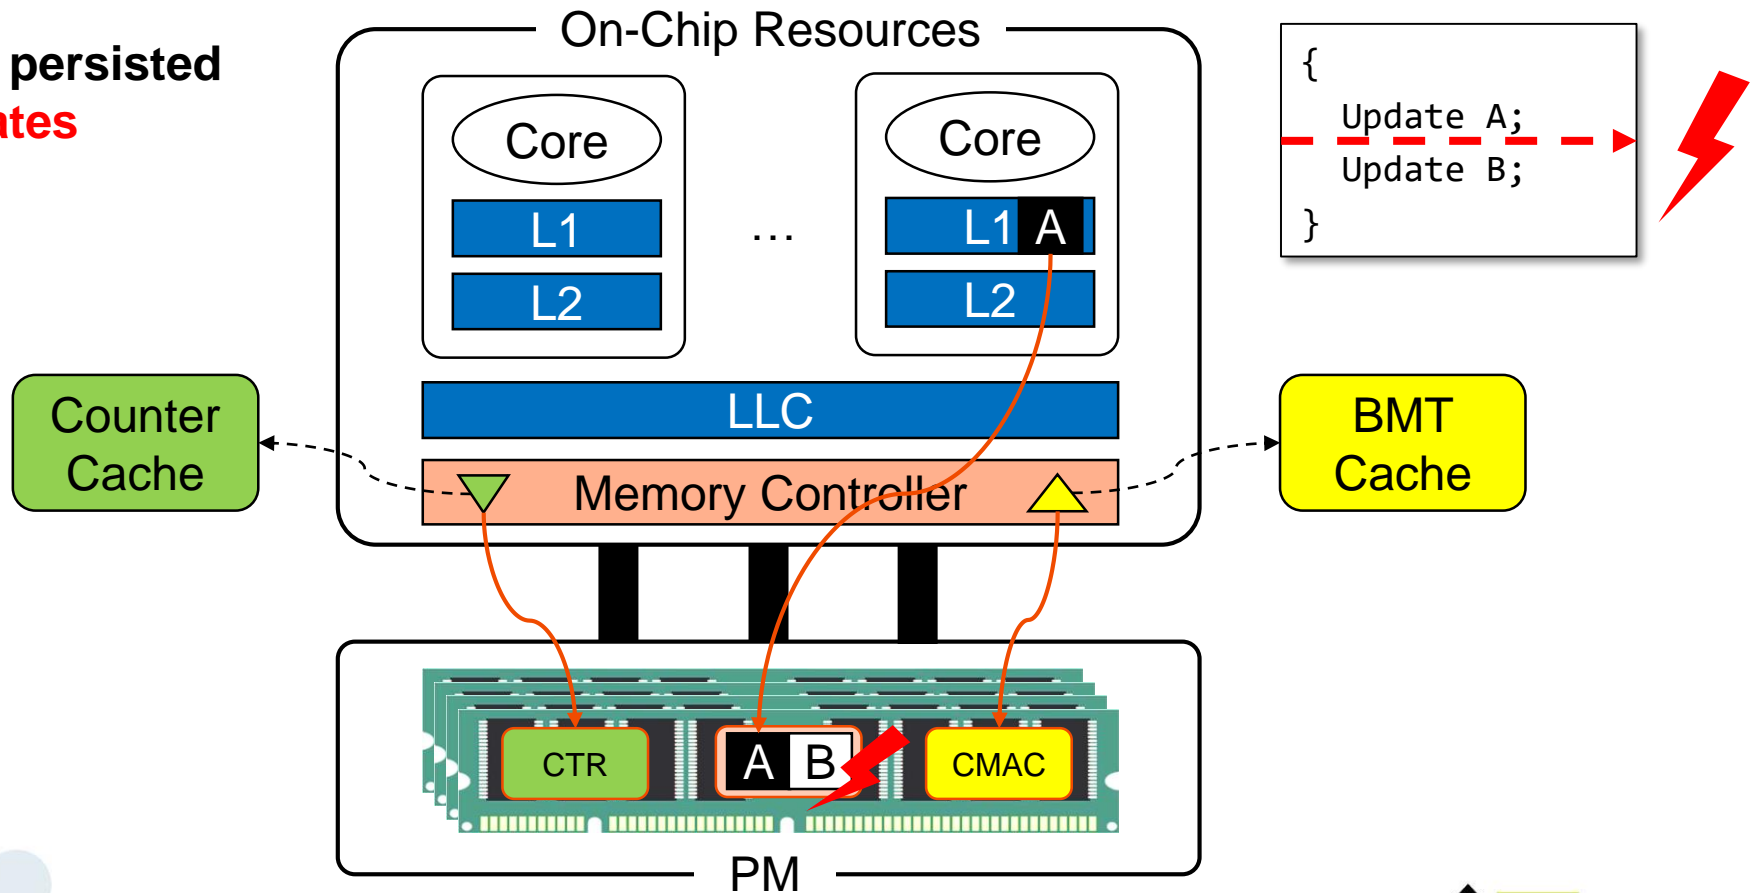 persisted
ates
On-Chip Resources
Core
L1
L2
…
Core
L1 A
L2
LLC
Memory Controller
Counter
Cache
BMT
Cache
{
Update A;
Update B;
}
CTR
A B
CMAC
PM